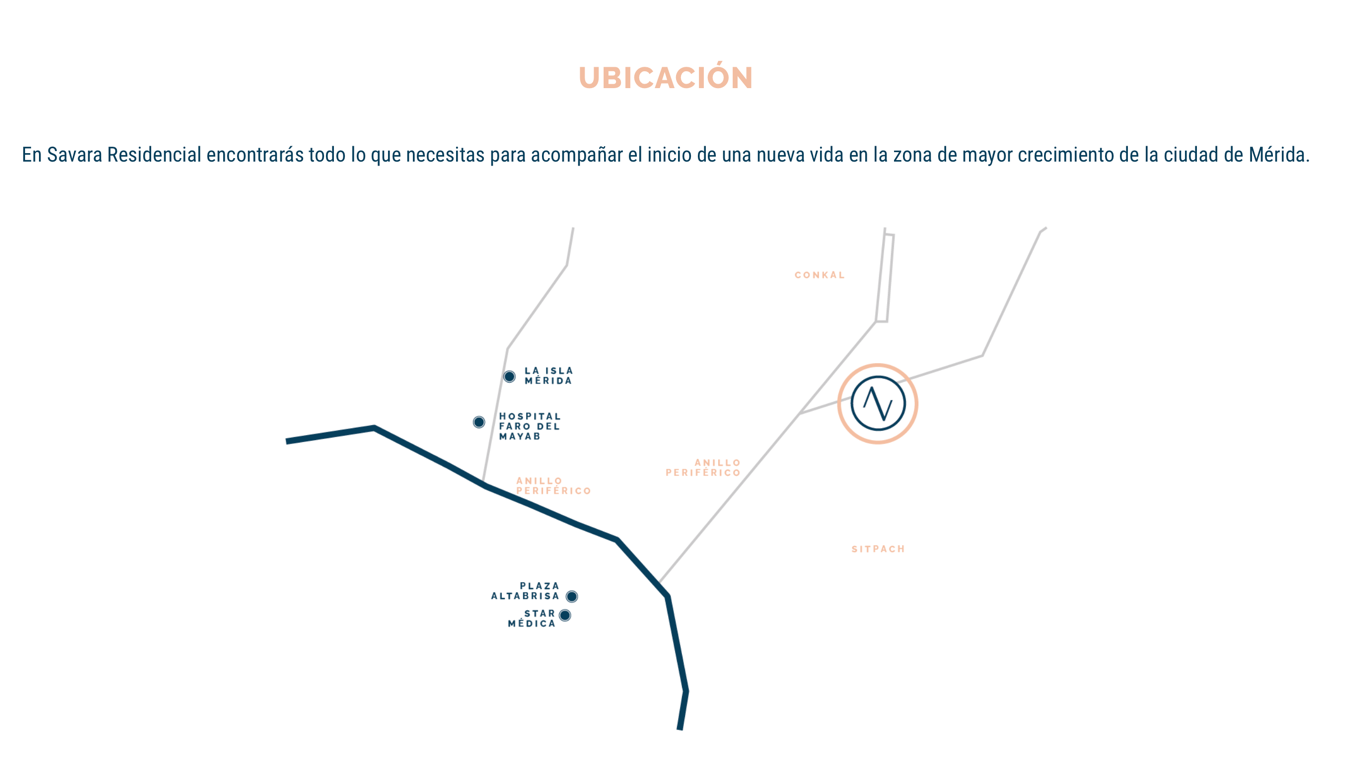 UBICACIÓN
En Savara Residencial encontrarás todo lo que necesitas para acompañar el inicio de una nueva vida en la zona de mayor crecimiento de la ciudad de Mérida.
CONKAL
LA ISLA
MÉRIDA
HOSPITAL
FARO DEL
MAYAB
ANILLO
PERIFÉRICO
ANILLO
PERIFÉRICO
SITPACH
PLAZA
ALTABRISA
STAR
MÉDICA